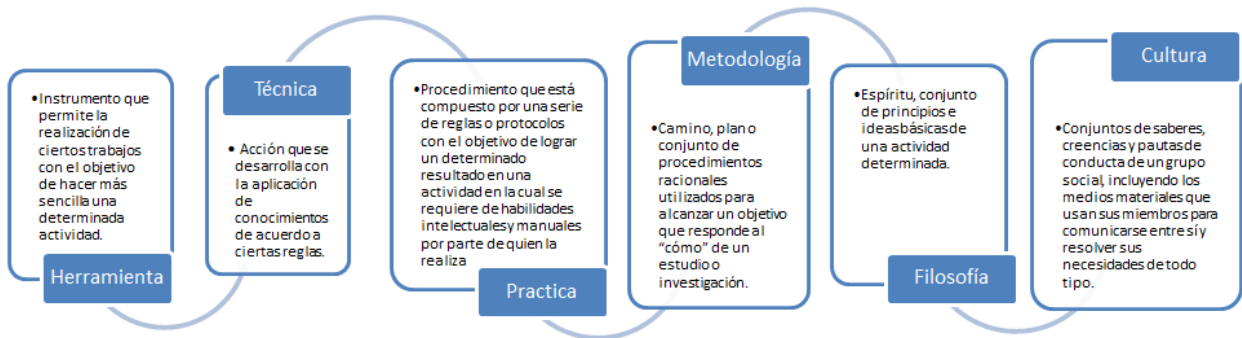 •Instrumento que
permite la
realización de
ciertos trabajos
con el objetivo
de hacer más
sencilla una
determinada
actividad.
Herramienta
Técnica
• Acción que se
desarrolla con
la aplicación
de
conocimientos
de acuerdo a
ciertas reglas.
•Procedimiento que está
compuesto por una serie
de reglas o protocolos
con el objetivo de lograr
un determinado
resultado en una
actividad en la cual se
requiere de habilidades
intelectuales y manuales
por parte de quien la
realiza
Practica
Metodología
•Camino, plan o
conjunto de
procedimientos
racionales
utilizados para
alcanzar un objetivo
que responde al
“cómo” de un
estudio o
investigación.
•Espíritu, conjunto
de principios e
ideas básicas de
una actividad
determinada.
Filosofía
Cultura
•Conjuntos de saberes,
creencias y pautas de
conducta de un grupo
social, incluyendo los
medios materiales que
usan sus miembros para
comunicarse entre sí y
resolver sus
necesidades de todo
tipo.